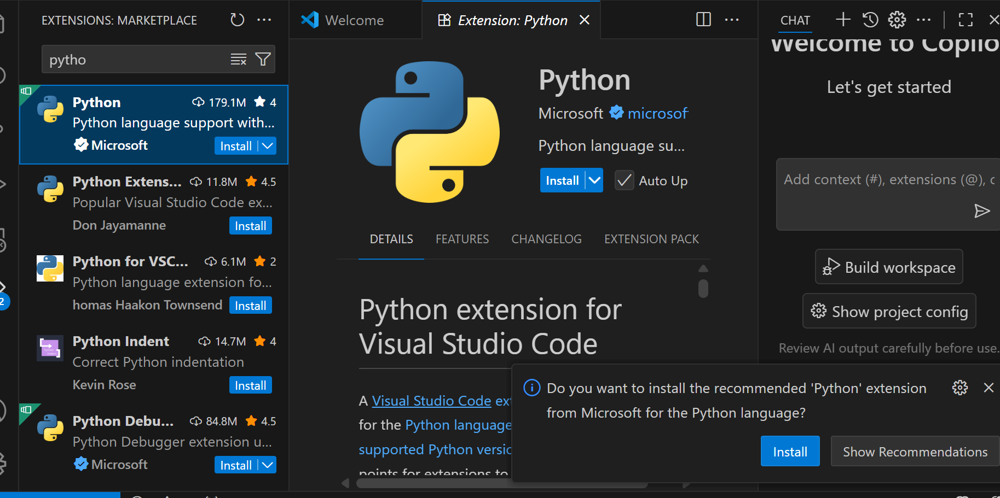 EXTENSIONS: MARKETPLACE
pytho
Python 179.1M 4
Python language support with...
Microsoft Install
Python Extens... 11.8M 4.5
Popular Visual Studio Code ex...
Don Jayamanne Install
Python for VSC... 6.1M 2
Python language extension fo...
homas Haakon Townsend Install
Python Indent 14.7M 4
Correct Python indentation
Kevin Rose Install
Python Debu... 84.8M 4.5
Python Debugger extension u...
Microsoft Install
2
Welcome
Extension: Python
Python
Microsoft microsof
Python language su...
Install Auto Up
DETAILS FEATURES CHANGELOG EXTENSION PACK
Python extension for
Visual Studio Code
A Visual Studio Code ext
for the Python language
supported Python versio
points for extensions to
CHAT
Welcome to Copilo
Let's get started
Add context (#), extensions (@), c
Build workspace
Show project config
Review AI output carefully before use.
Do you want to install the recommended 'Python' extension
from Microsoft for the Python language?
Install Show Recommendations